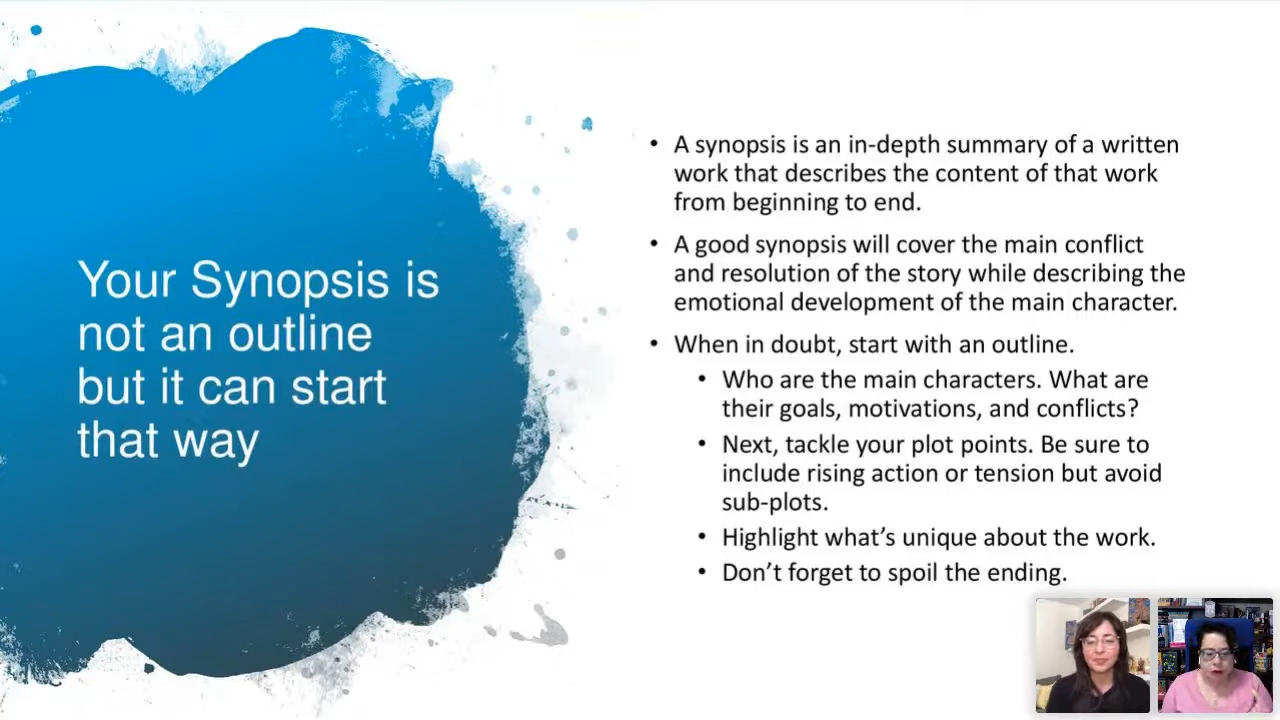 Your Synopsis is
not an outline
but it can start
that way
• A synopsis is an in-depth summary of a written
work that describes the content of that work
from beginning to end.
• A good synopsis will cover the main conflict
and resolution of the story while describing the
emotional development of the main character.
• When in doubt, start with an outline.
• Who are the main characters. What are
their goals, motivations, and conflicts?
• Next, tackle your plot points. Be sure to
include rising action or tension but avoid
sub-plots.
• Highlight what’s unique about the work.
• Don’t forget to spoil the ending.